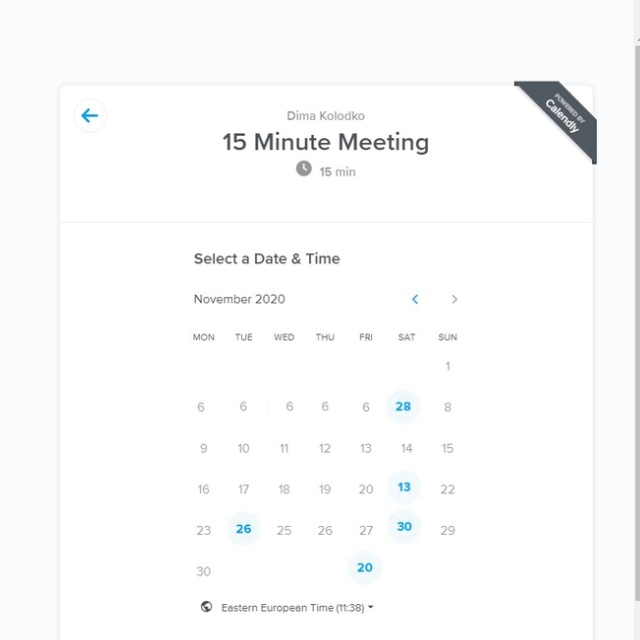 POWERED BY
Calendly
Dima Kolodko
15 Minute Meeting
15 min
Select a Date & Time
November 2020
MON TUE WED THU FRI SAT SUN
1
6 6 6 6 6 28 8
9 10 11 12 13 14 15
16 17 18 19 20 13 22
23 26 25 26 27 30 29
30 20
Eastern European Time (11:38)